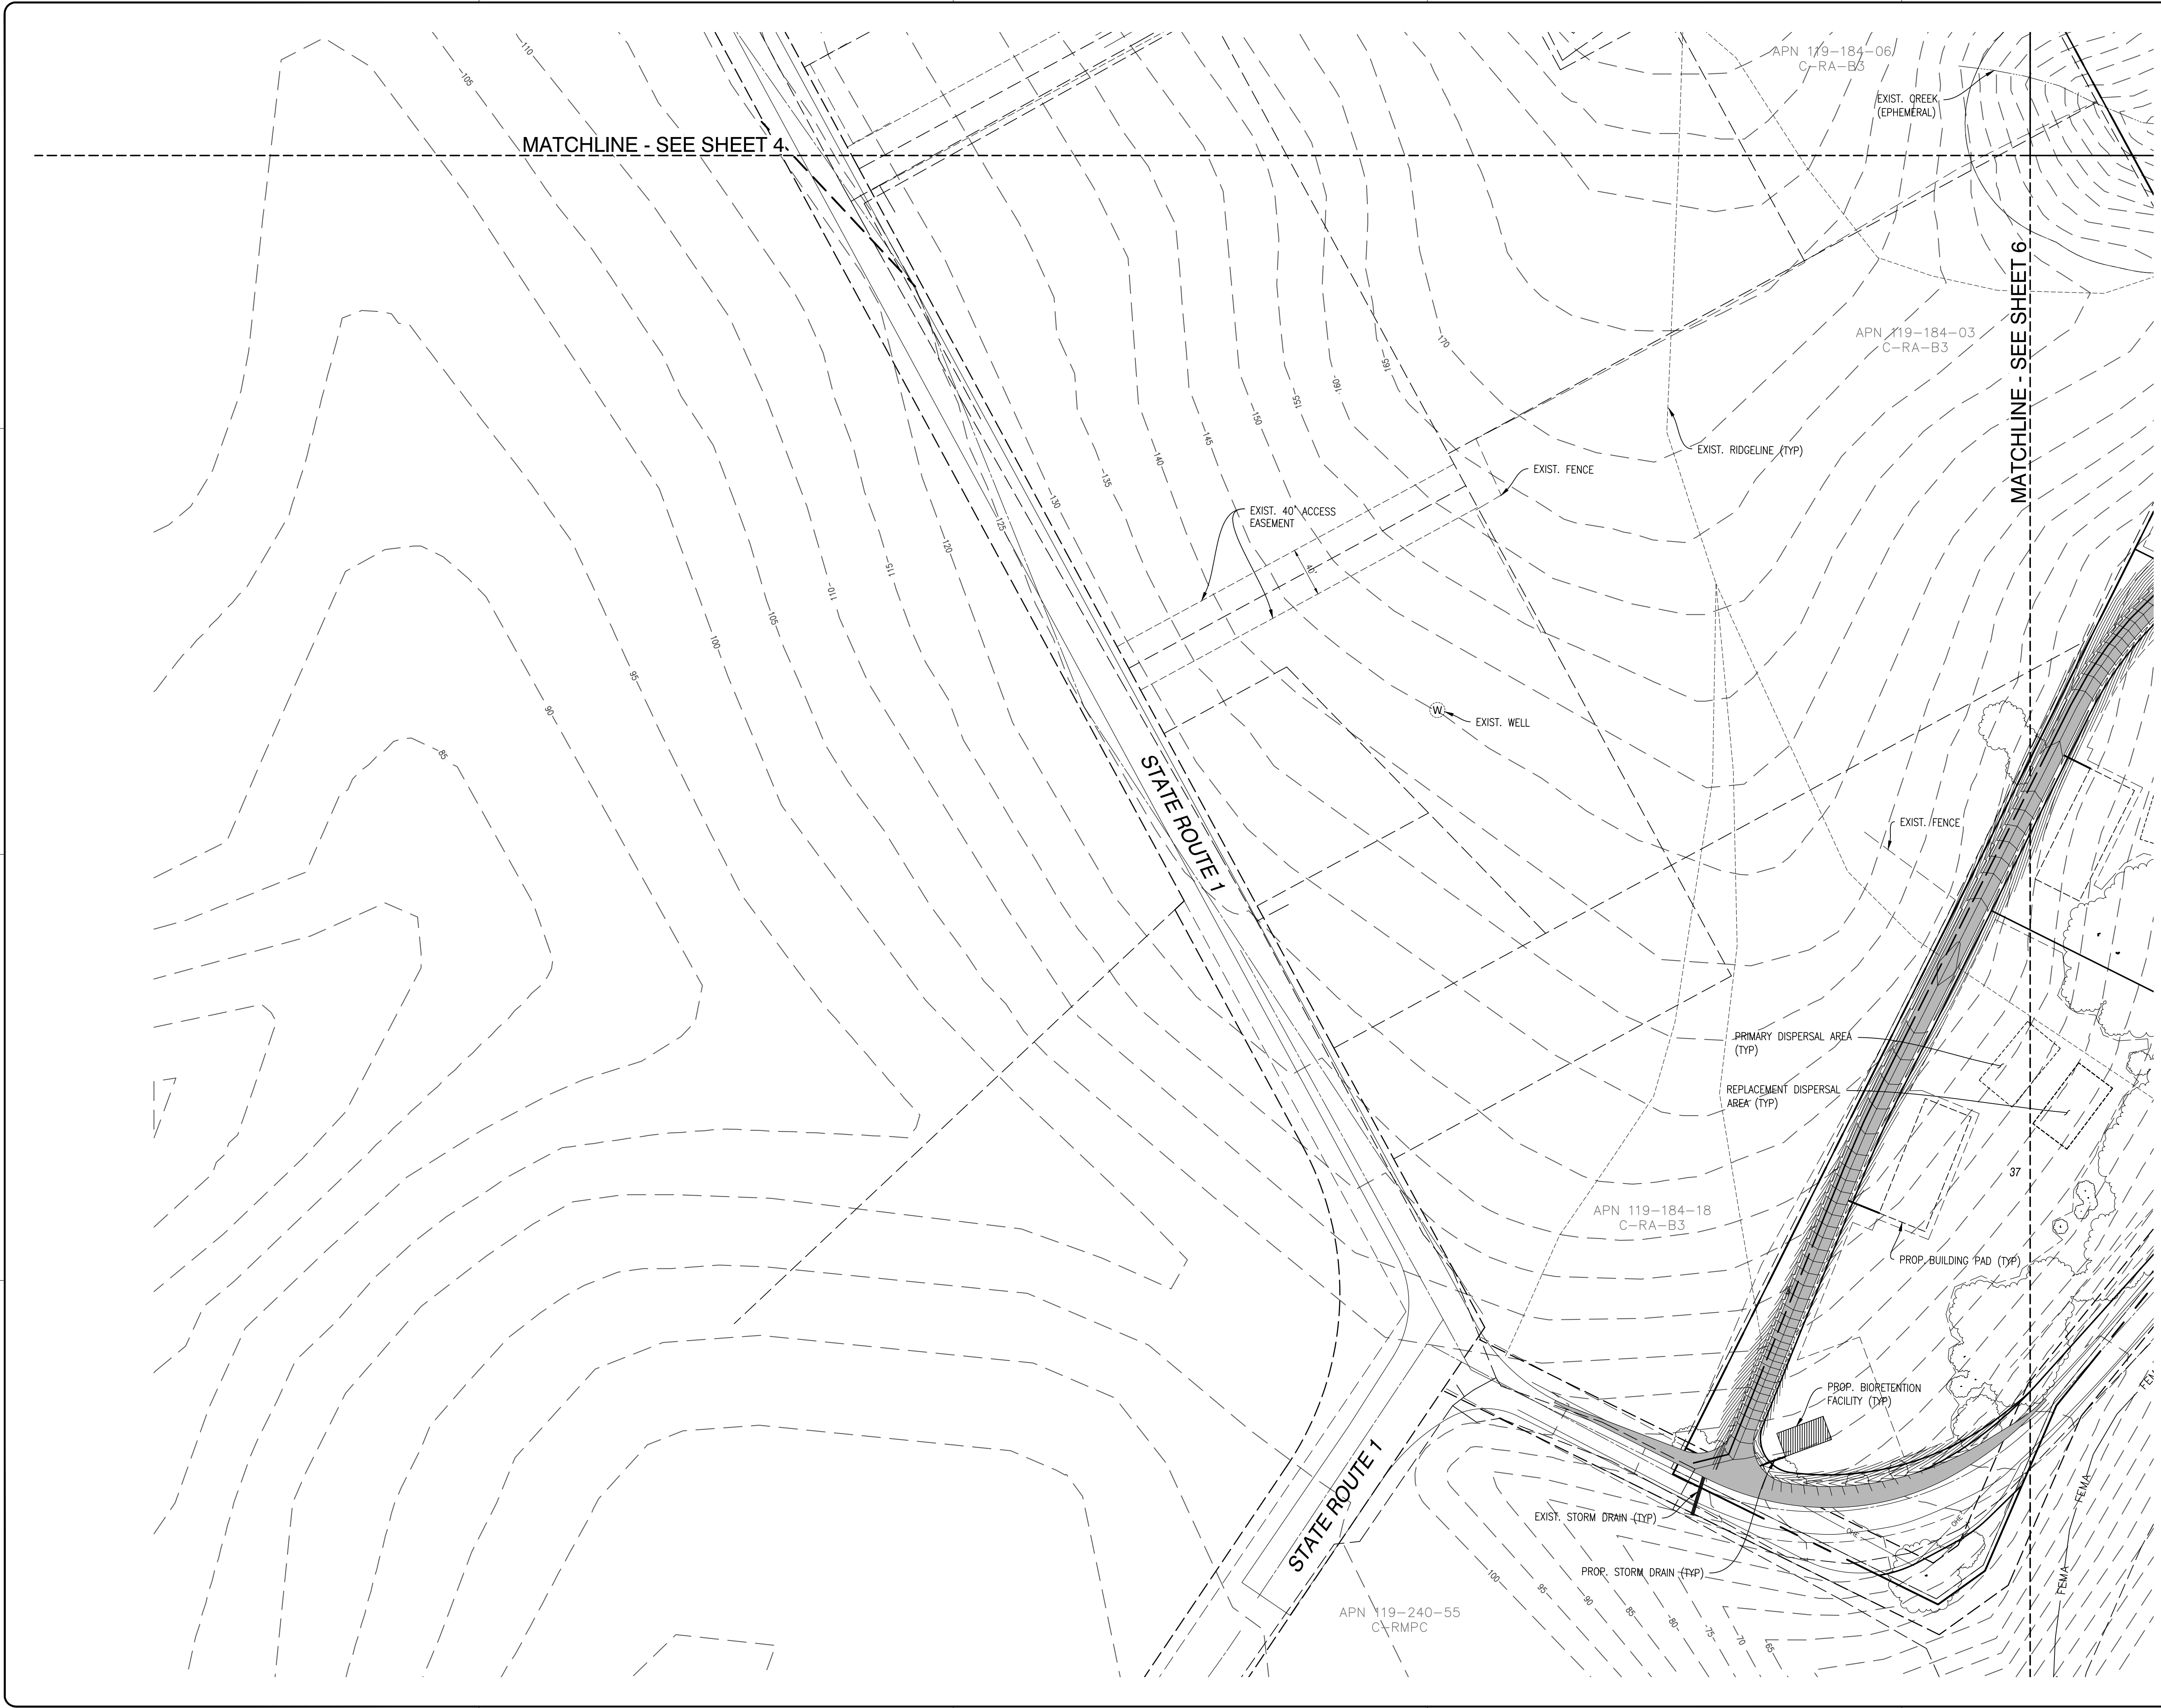 APN 119-184-06
C-RA-B3
EXIST. CREEK
(EPHEMERAL)
105
110
MATCHLINE - SEE SHEET 4
MATCHLINE - SEE SHEET 6
APN 119-184-03
C-RA-B3
170
165
160
155
150
145
140
135
130
125
120
115
110
105
100
95
90
85
EXIST. RIDGELINE (TYP)
EXIST. FENCE
EXIST. 40' ACCESS
EASEMENT
40'
W
EXIST. WELL
STATE ROUTE 1
EXIST. FENCE
PRIMARY DISPERSAL AREA
(TYP)
REPLACEMENT DISPERSAL
AREA (TYP)
37
APN 119-184-18
C-RA-B3
PROP. BUILDING PAD (TYP)
PROP. BIORETENTION
FACILITY (TYP)
STATE ROUTE 1
EXIST. STORM DRAIN (TYP)
PROP. STORM DRAIN (TYP)
OHE
OHE
FEMA
FEMA
FEM
APN 119-240-55
C-RMPC
100
95
90
85
80
75
70
65